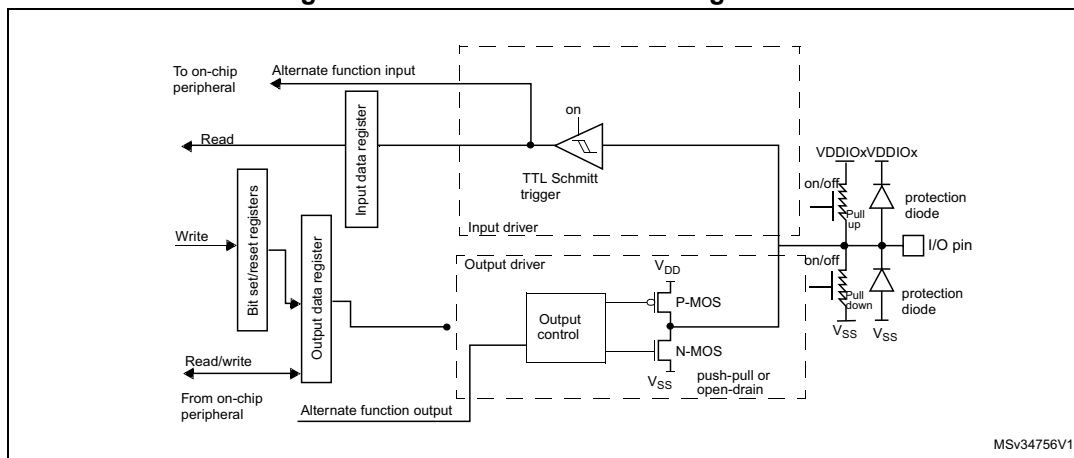 To on-chip
peripheral
Alternate function input
on
Read
Input data register
TTL Schmitt
trigger
Input driver
VDDIOx VDDIOx
on/off
Pull
up
protection
diode
I/O pin
Write
Bit set/reset registers
Output data register
Output driver
VDD
P-MOS
Output
control
N-MOS
VSS
push-pull or
open-drain
on/off
Pull
down
VSS
VSS
protection
diode
Read/write
From on-chip
peripheral
Alternate function output
MSv34756V1